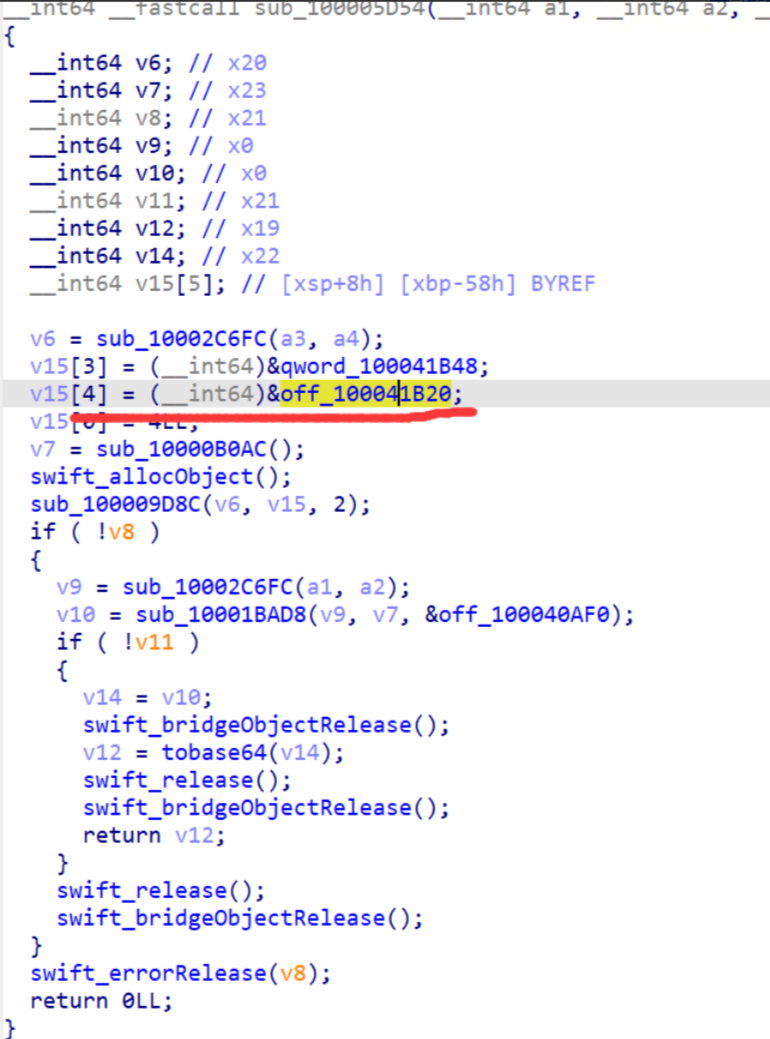 __int64 __fastcall sub_100005D54(__int64 a1, __int64 a2, __
{
__int64 v6; // x20
__int64 v7; // x23
__int64 v8; // x21
__int64 v9; // x0
__int64 v10; // x0
__int64 v11; // x21
__int64 v12; // x19
__int64 v14; // x22
__int64 v15[5]; // [xsp+8h] [xbp-58h] BYREF
v6 = sub_10002C6FC(a3, a4);
v15[3] = (__int64)&qword_100041B48;
v15[4] = (__int64)&off_100041B20;
v15[0] = 4LL;
v7 = sub_10000B0AC();
swift_allocObject();
sub_100009D8C(v6, v15, 2);
if ( !v8 )
{
v9 = sub_10002C6FC(a1, a2);
v10 = sub_10001BAD8(v9, v7, &off_100040AF0);
if ( !v11 )
{
v14 = v10;
swift_bridgeObjectRelease();
v12 = tobase64(v14);
swift_release();
swift_bridgeObjectRelease();
return v12;
}
swift_release();
swift_bridgeObjectRelease();
}
swift_errorRelease(v8);
return 0LL;
}